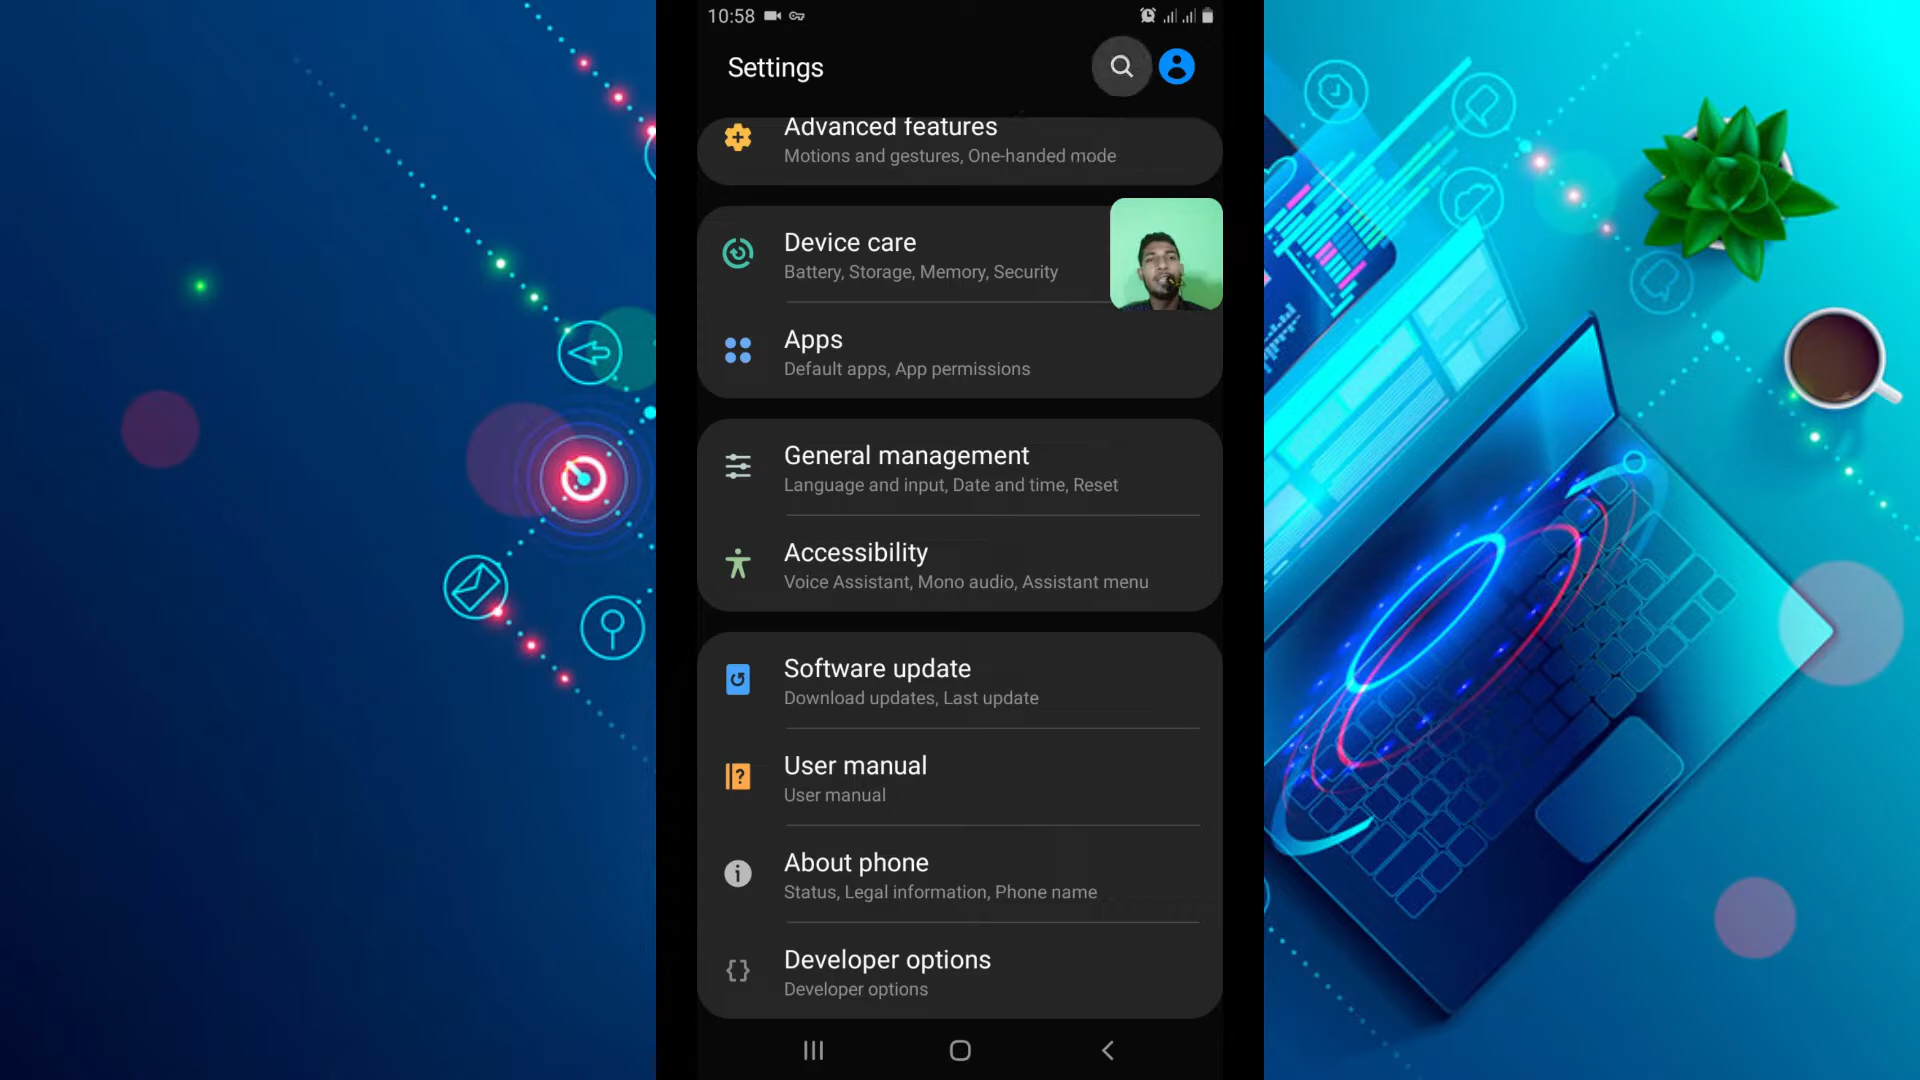 10:58
Settings
Advanced features
Motions and gestures, One-handed mode
Device care
Battery, Storage, Memory, Security
Apps
Default apps, App permissions
General management
Language and input, Date and time, Reset
Accessibility
Voice Assistant, Mono audio, Assistant menu
Software update
Download updates, Last update
User manual
User manual
About phone
Status, Legal information, Phone name
Developer options
Developer options